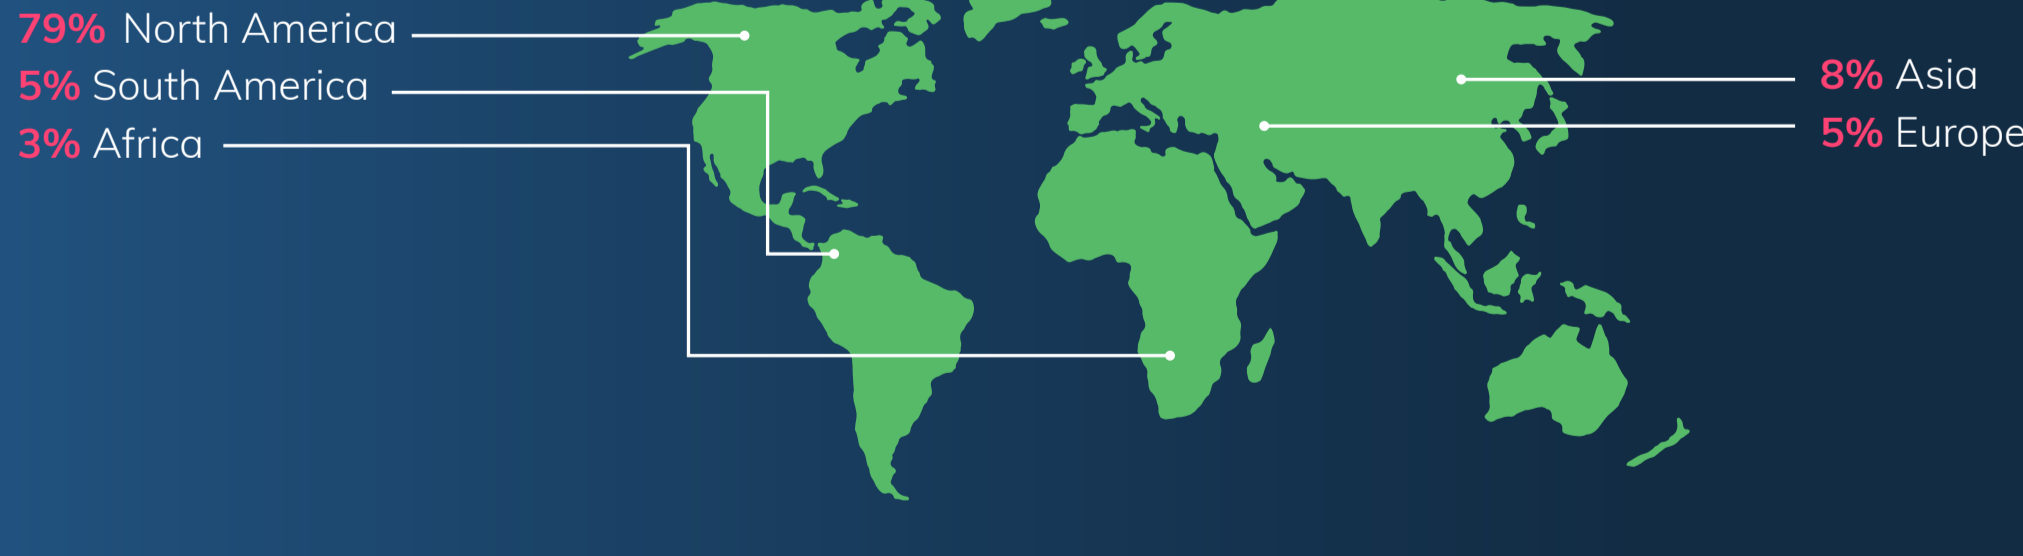 79% North America
5% South America
3% Africa
8% Asia
5% Europe